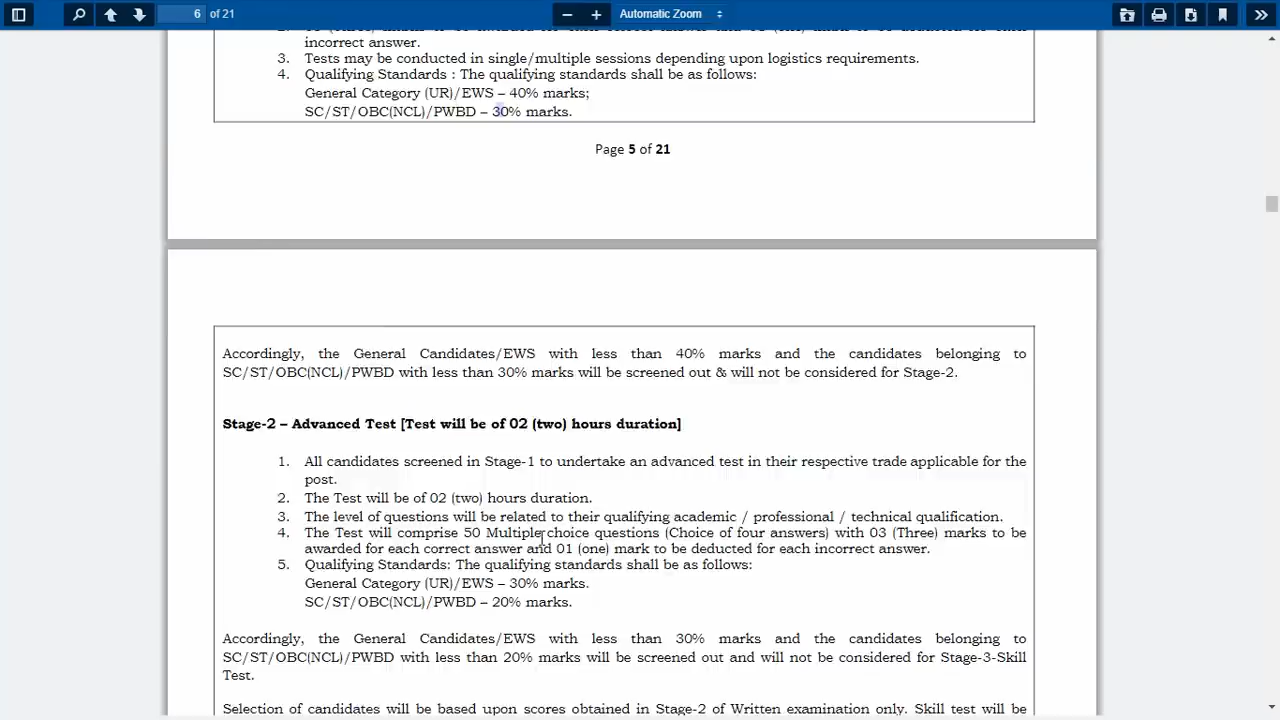 6 of 21
Automatic Zoom
incorrect answer.
3. Tests may be conducted in single/multiple sessions depending upon logistics requirements.
4. Qualifying Standards : The qualifying standards shall be as follows:
General Category (UR)/EWS – 40% marks;
SC/ST/OBC(NCL)/PWBD – 30% marks.
Page 5 of 21
Accordingly, the General Candidates/EWS with less than 40% marks and the candidates belonging to
SC/ST/OBC(NCL)/PWBD with less than 30% marks will be screened out & will not be considered for Stage-2.
Stage-2 – Advanced Test [Test will be of 02 (two) hours duration]
1. All candidates screened in Stage-1 to undertake an advanced test in their respective trade applicable for the
post.
2. The Test will be of 02 (two) hours duration.
3. The level of questions will be related to their qualifying academic / professional / technical qualification.
4. The Test will comprise 50 Multiple choice questions (Choice of four answers) with 03 (Three) marks to be
awarded for each correct answer and 01 (one) mark to be deducted for each incorrect answer.
5. Qualifying Standards: The qualifying standards shall be as follows:
General Category (UR)/EWS – 30% marks.
SC/ST/OBC(NCL)/PWBD – 20% marks.
Accordingly, the General Candidates/EWS with less than 30% marks and the candidates belonging to
SC/ST/OBC(NCL)/PWBD with less than 20% marks will be screened out and will not be considered for Stage-3-Skill
Test.
Selection of candidates will be based upon scores obtained in Stage-2 of Written examination only. Skill test will be